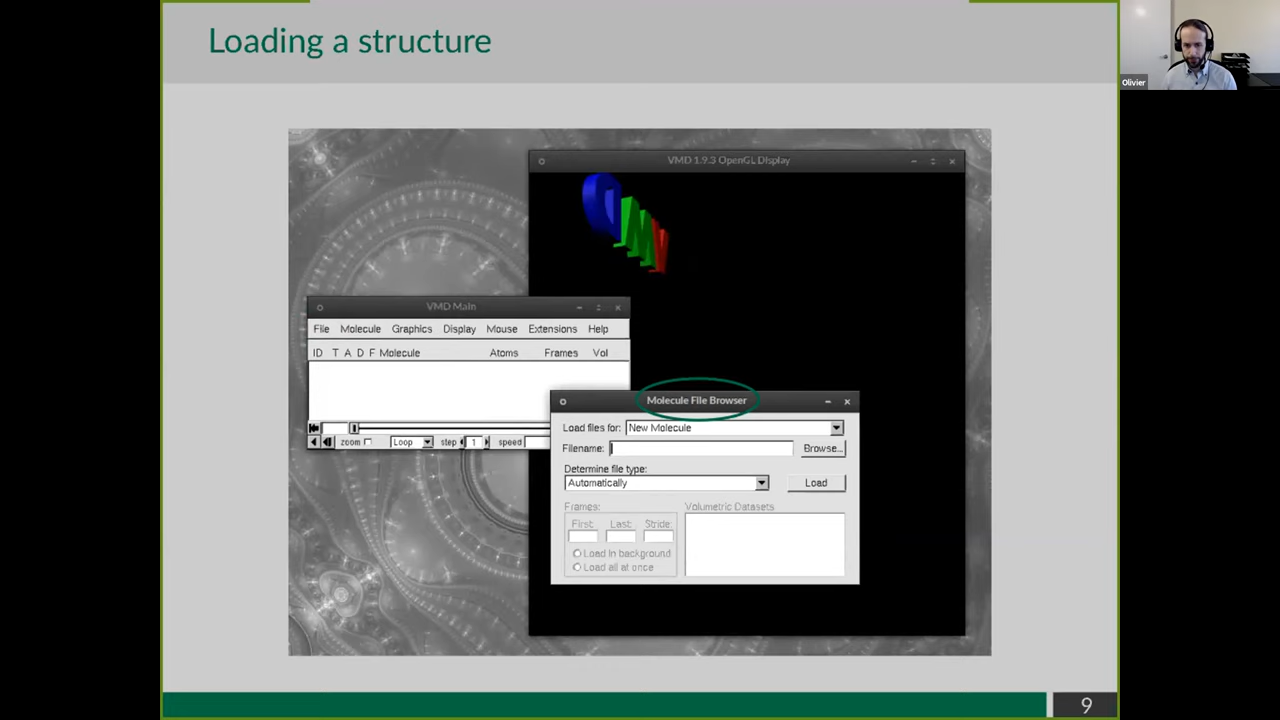 Loading a structure
Olivier
VMD 1.9.3 OpenGL Display
VMD
VMD Main
File Molecule Graphics Display Mouse Extensions Help
ID T A D F Molecule Atoms Frames Vol
zoom Loop step 1 speed
Molecule File Browser
Load files for: New Molecule
Filename: Browse...
Determine file type:
Automatically Load
Frames: Volumetric Datasets
First: Last: Stride:
Load in background
Load all at once
9